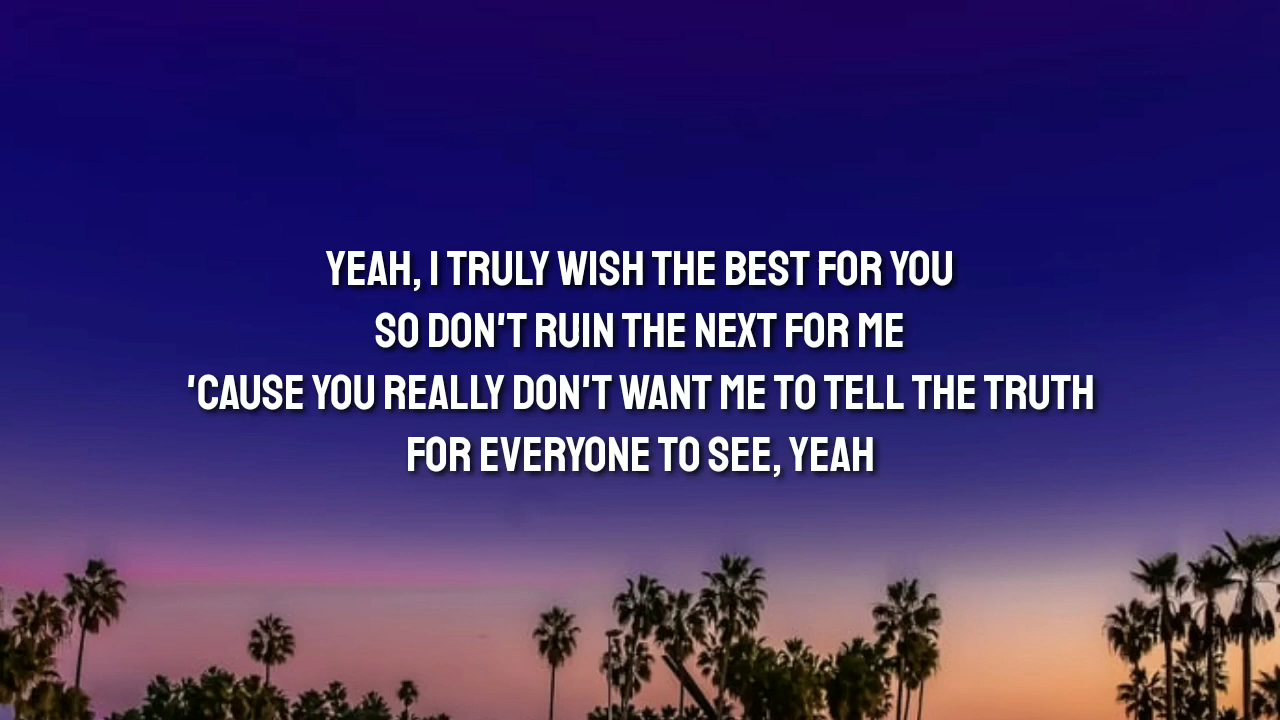 YEAH, I TRULY WISH THE BEST FOR YOU
SO DON'T RUIN THE NEXT FOR ME
'CAUSE YOU REALLY DON'T WANT ME TO TELL THE TRUTH
FOR EVERYONE TO SEE, YEAH